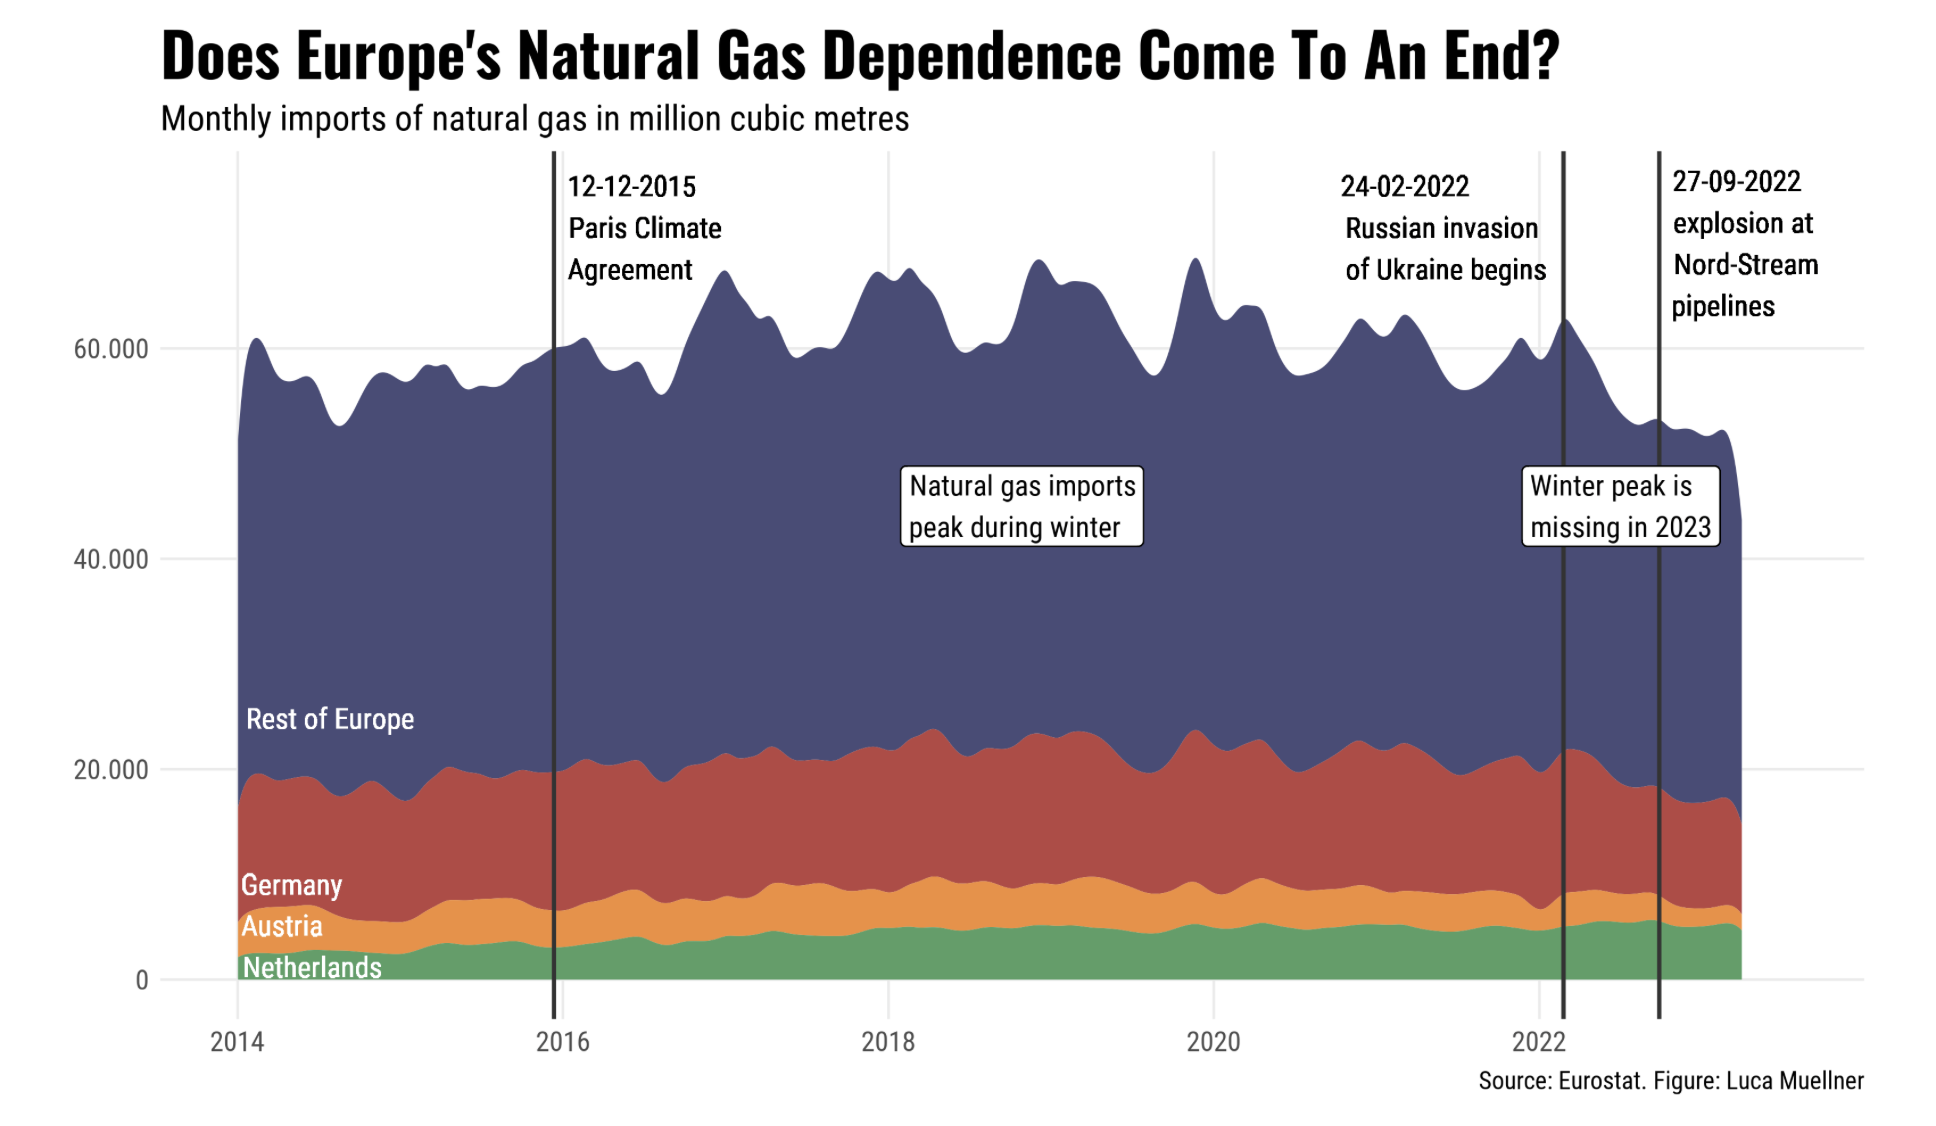 Does Europe's Natural Gas Dependence Come To An End?
Monthly imports of natural gas in million cubic metres
12-12-2015
Paris Climate
Agreement
24-02-2022
Russian invasion
of Ukraine begins
27-09-2022
explosion at
Nord-Stream
pipelines
60.000
40.000
20.000
0
Natural gas imports
peak during winter
Winter peak is
missing in 2023
Rest of Europe
Germany
Austria
Netherlands
2014
2016
2018
2020
2022
Source: Eurostat. Figure: Luca Muellner